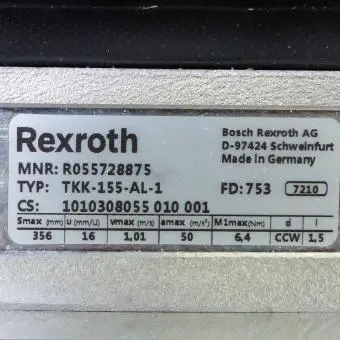 Rexroth
Bosch Rexroth AG
D-97424 Schweinfurt
Made in Germany
MNR: R055728875
TYP: TKK-155-AL-1
FD: 753 7210
CS: 1010308055 010 001
Smax (mm) u (mm/U) vmax (m/s) amax (m/s²) M1max(Nm) d i
356 16 1,01 50 6,4 CCW 1,5